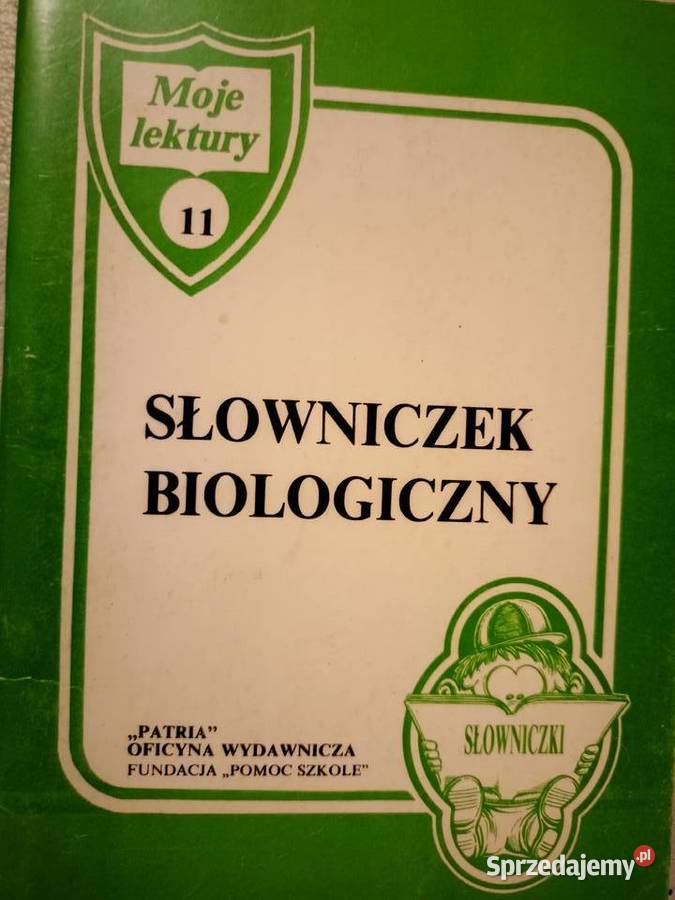 Moje
lektury
11
SŁOWNICZEK
BIOLOGICZNY
„PATRIA”
OFICYNA WYDAWNICZA
FUNDACJA „POMOC SZKOLE”
SŁOWNICZKI
Sprzedajemy.pl